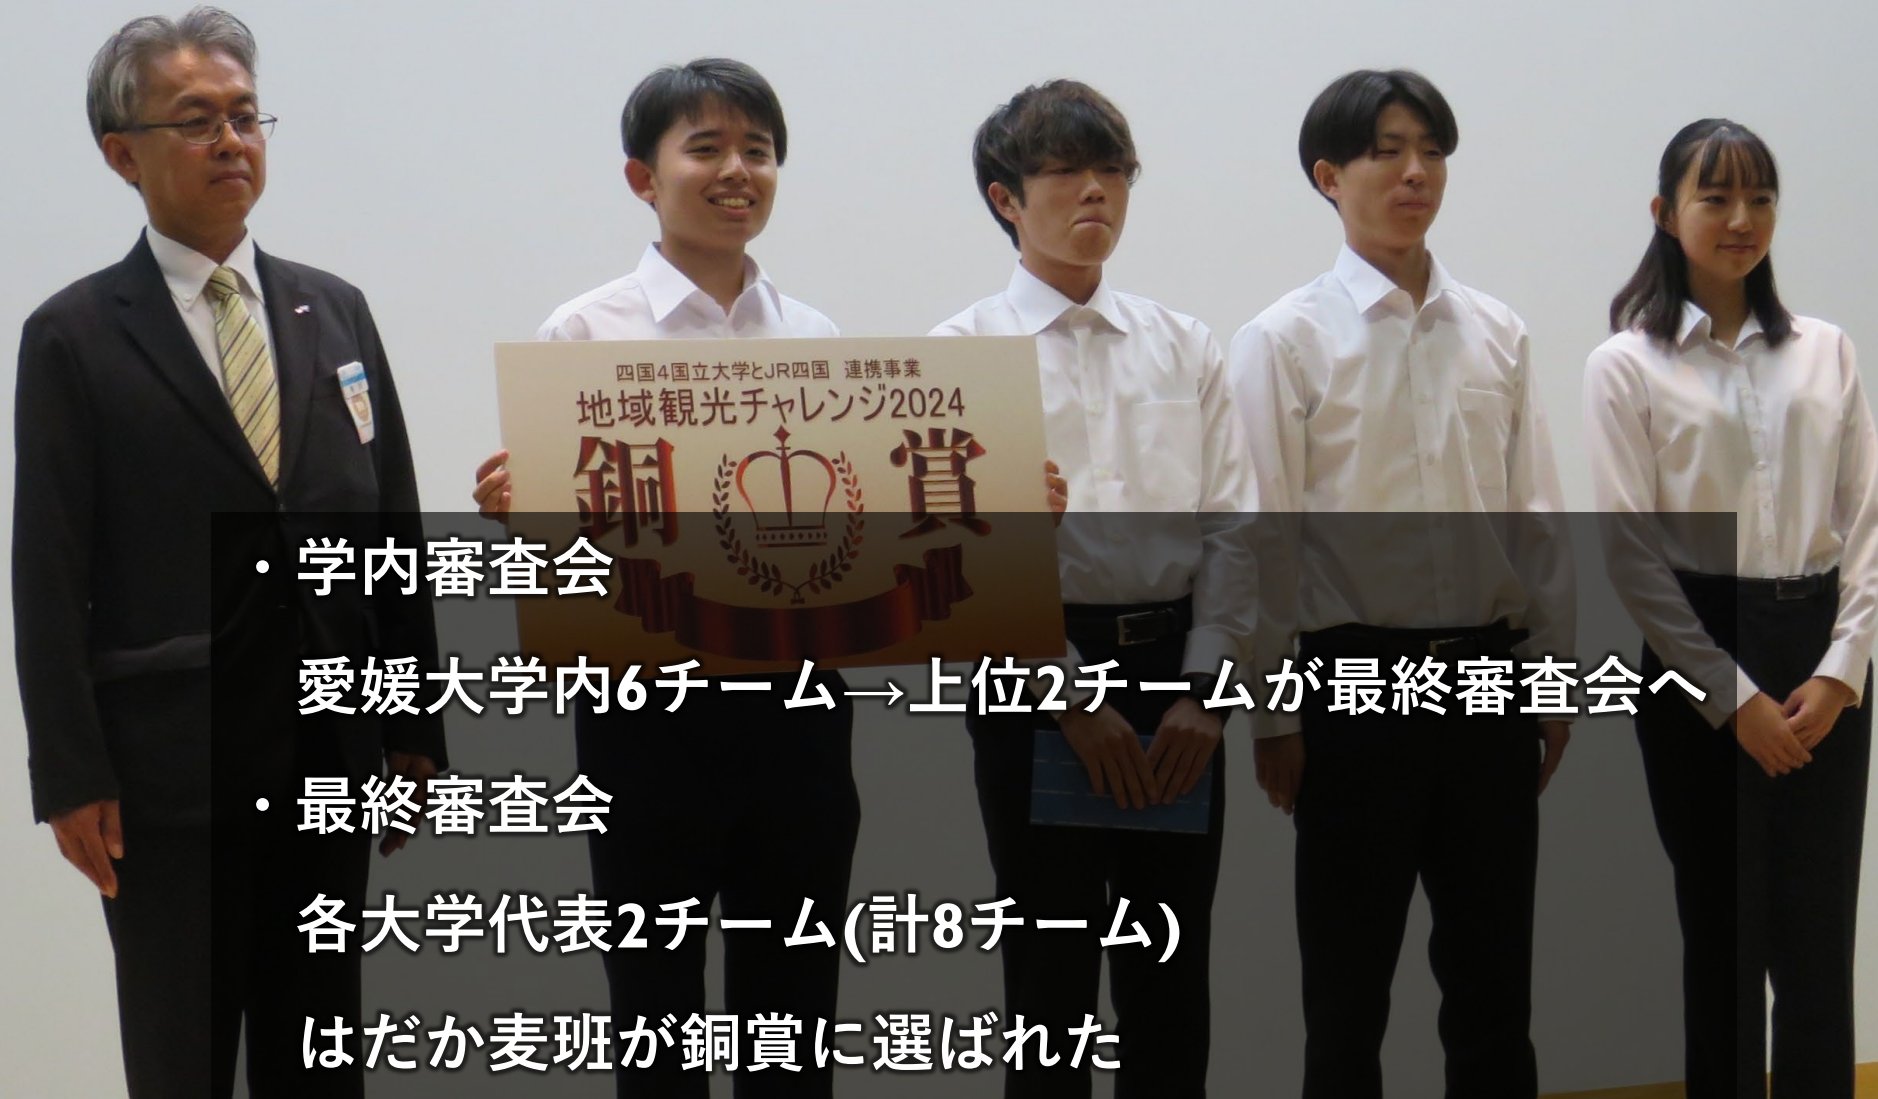 四国4国立大学とJR四国 連携事業
地域観光チャレンジ2024
銅賞
・学内審査会
愛媛大学内6チーム→上位2チームが最終審査会へ
・最終審査会
各大学代表2チーム(計8チーム)
はだか麦班が銅賞に選ばれた